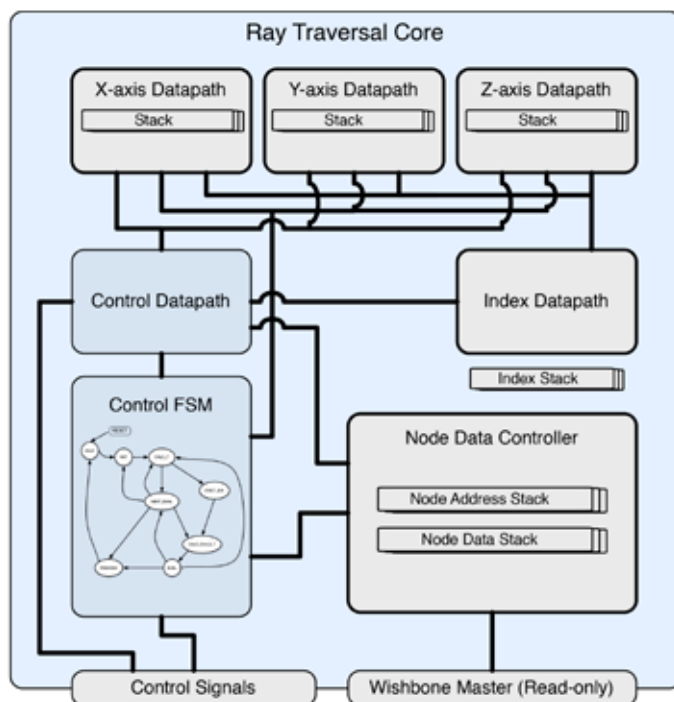 Ray Traversal Core
X-axis Datapath
Stack
Y-axis Datapath
Stack
Z-axis Datapath
Stack
Control Datapath
Index Datapath
Index Stack
Control FSM
RESET
Node Data Controller
Node Address Stack
Node Data Stack
Control Signals
Wishbone Master (Read-only)